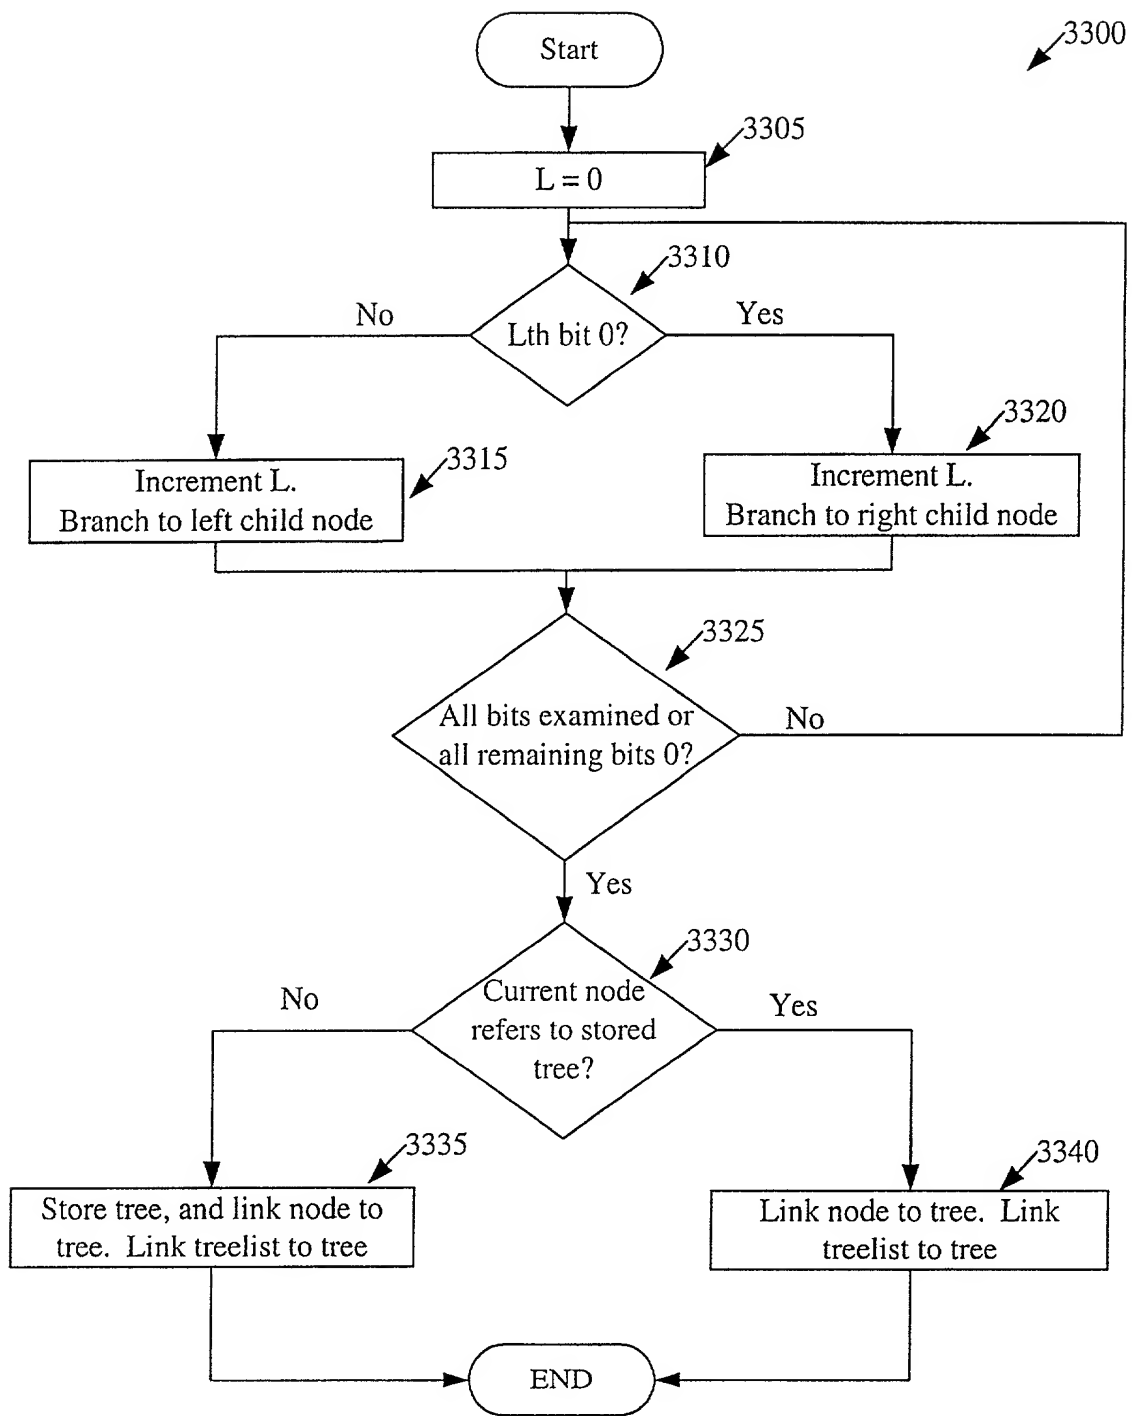 Start
3300
3305
L = 0
3310
No
Lth bit 0?
Yes
3315
3320
Increment L.
Branch to left child node
Increment L.
Branch to right child node
3325
All bits examined or
all remaining bits 0?
No
Yes
3330
No
Current node
refers to stored
tree?
Yes
3335
3340
Store tree, and link node to
tree. Link treelist to tree
Link node to tree. Link
treelist to tree
END